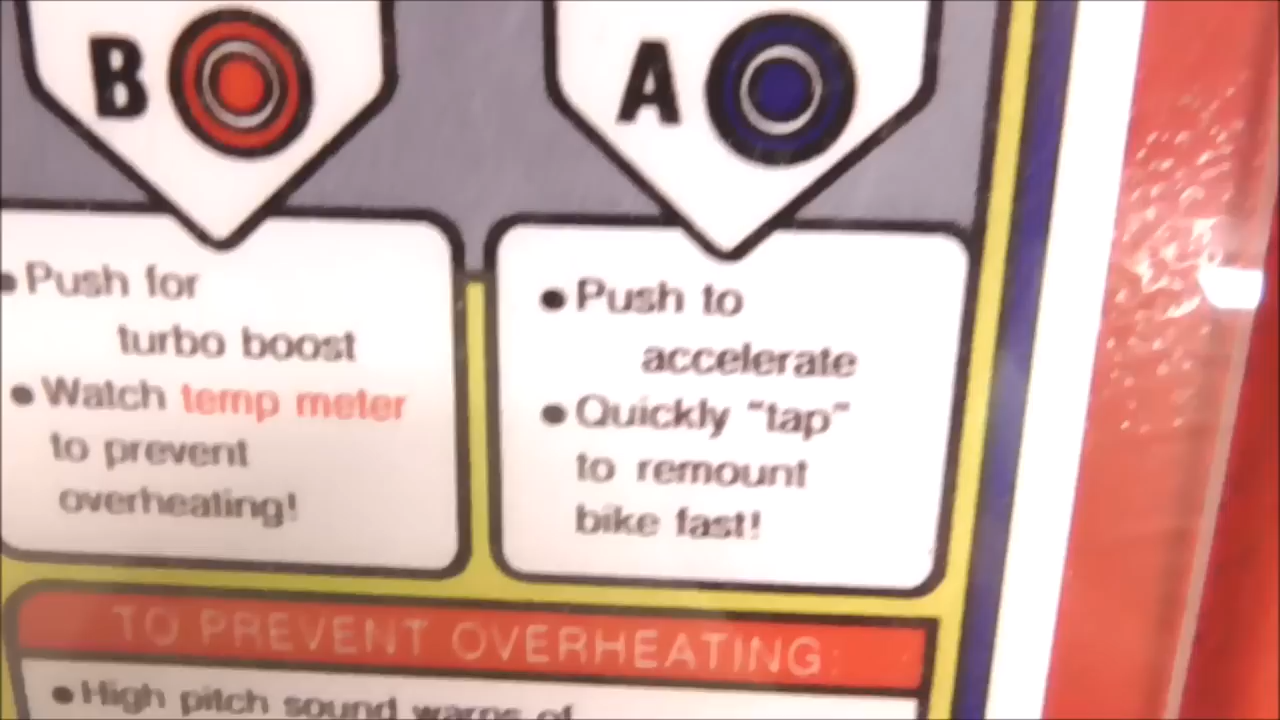 B
A
• Push for
turbo boost
• Watch temp meter
to prevent
overheating!
• Push to
accelerate
• Quickly "tap"
to remount
bike fast!
TO PREVENT OVERHEATING:
• High pitch sound warns of